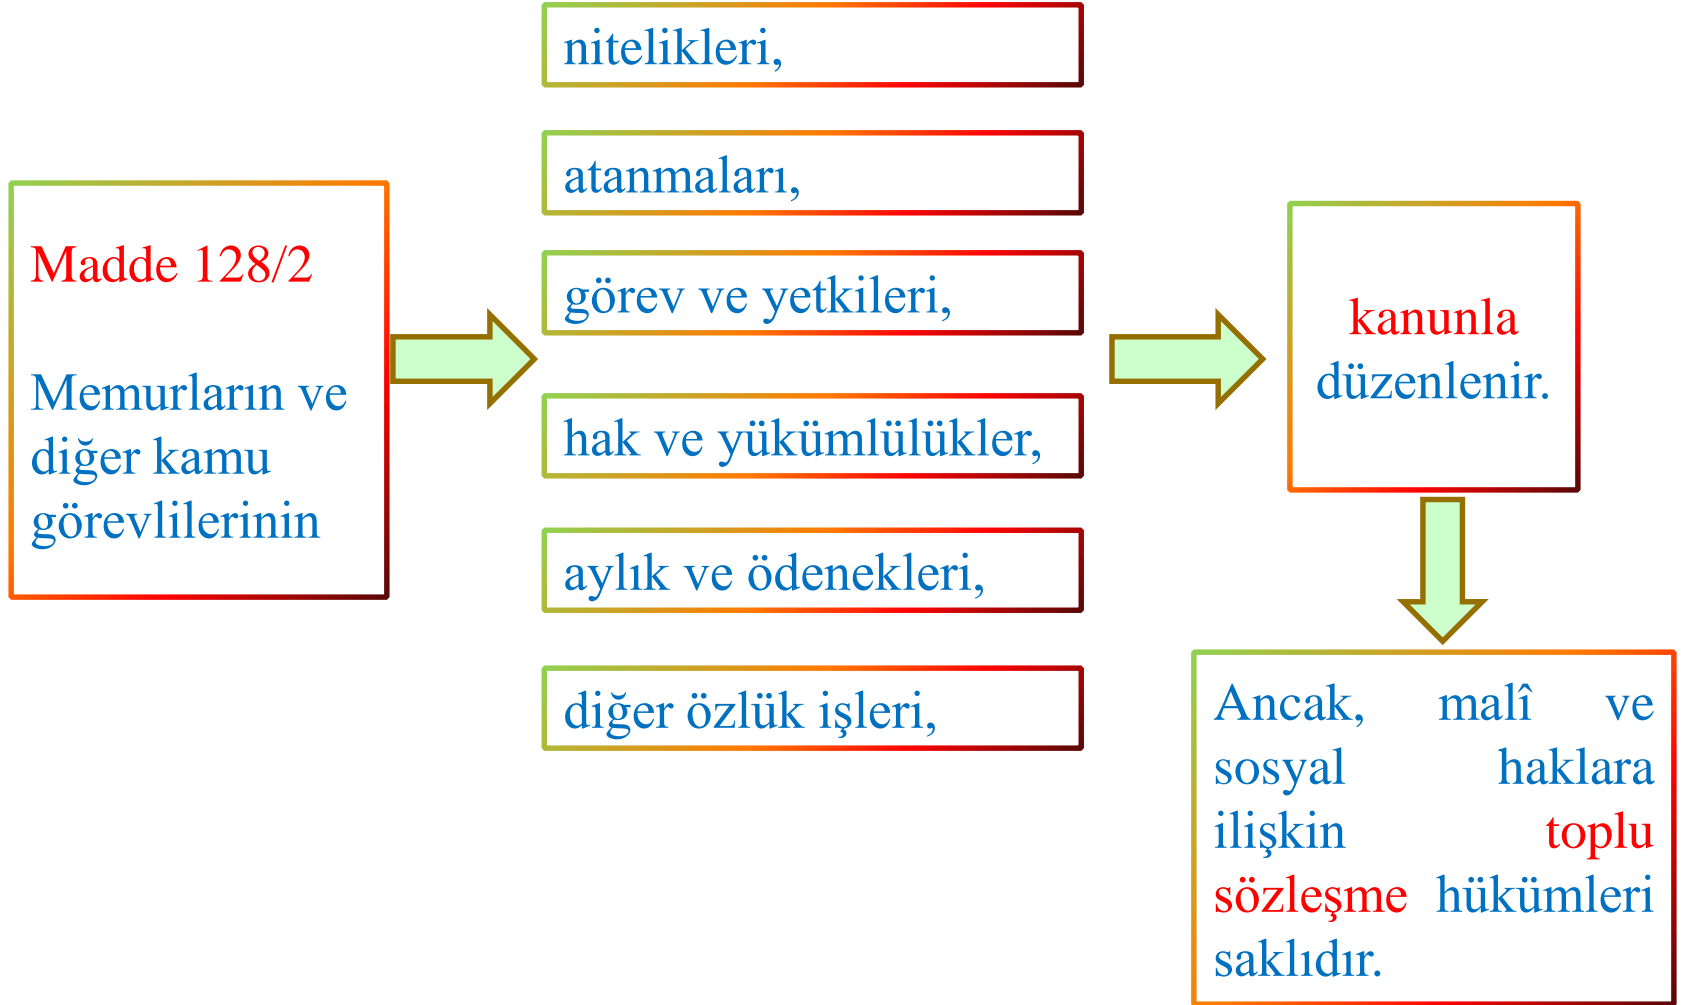 Madde 128/2
Memurların ve
diğer kamu
görevlilerinin
nitelikleri,
atanmaları,
görev ve yetkileri,
hak ve yükümlülükler,
aylık ve ödenekleri,
diğer özlük işleri,
kanunla
düzenlenir.
Ancak, malî ve
sosyal haklara
ilişkin toplu
sözleşme hükümleri
saklıdır.